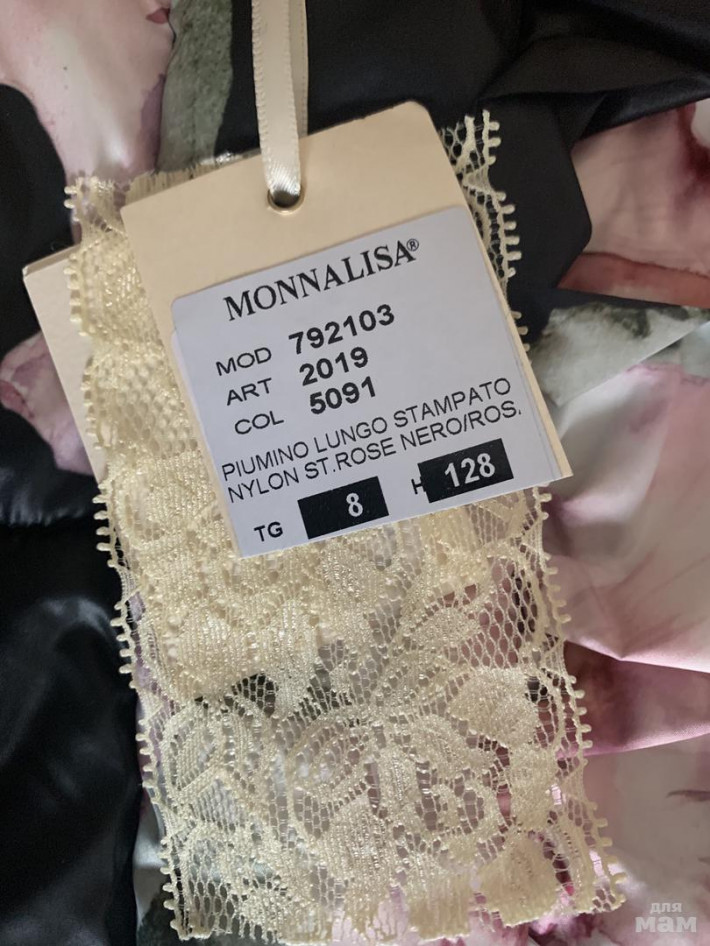 MONNALISA®
MOD 792103
ART 2019
COL 5091
PIUMINO LUNGO STAMPATO
NYLON ST.ROSE NERO/ROS.
TG 8 H 128
для
мам